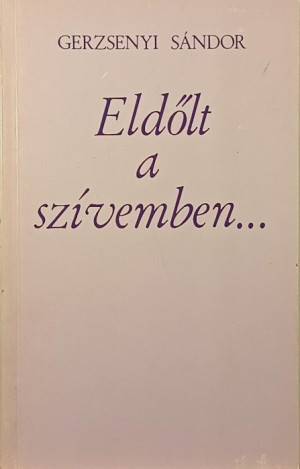 GERZSENYI SÁNDOR
Eldőlt
a
szívemben...